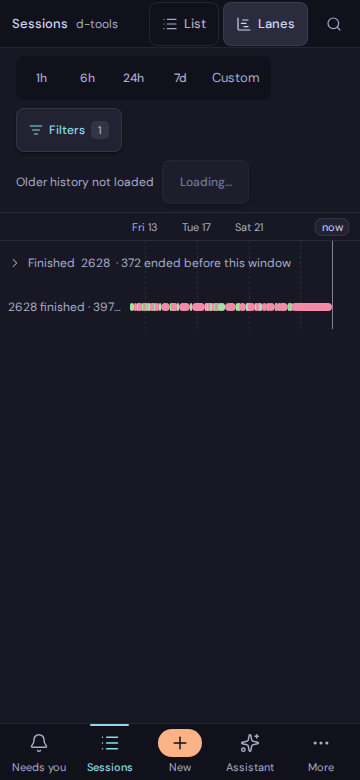 Sessions d-tools List Lanes
1h 6h 24h 7d Custom
Filters 1
Older history not loaded Loading...
Fri 13 Tue 17 Sat 21 now
Finished 2628 · 372 ended before this window
2628 finished · 397...
Needs you Sessions New Assistant More